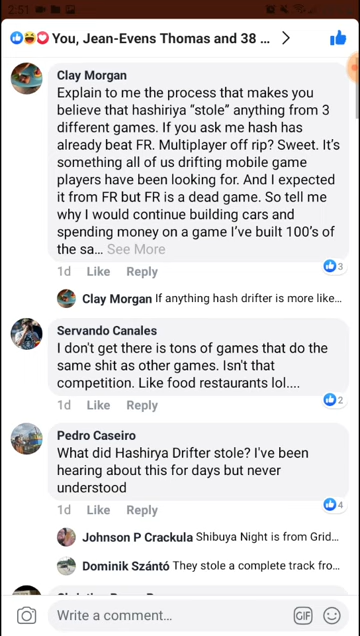 2:51
You, Jean-Evens Thomas and 38 ...
Clay Morgan
Explain to me the process that makes you
believe that hashiriya “stole” anything from 3
different games. If you ask me hash has
already beat FR. Multiplayer off rip? Sweet. It’s
something all of us drifting mobile game
players have been looking for. And I expected
it from FR but FR is a dead game. So tell me
why I would continue building cars and
spending money on a game I’ve built 100’s of
the sa... See More
1d Like Reply 3
Clay Morgan If anything hash drifter is more like...
Servando Canales
I don't get there is tons of games that do the
same shit as other games. Isn't that
competition. Like food restaurants lol....
1d Like Reply 2
Pedro Caseiro
What did Hashirya Drifter stole? I've been
hearing about this for days but never
understood
1d Like Reply 4
Johnson P Crackula Shibuya Night is from Grid...
Dominik Szántó They stole a complete track fro...
Write a comment...
GIF